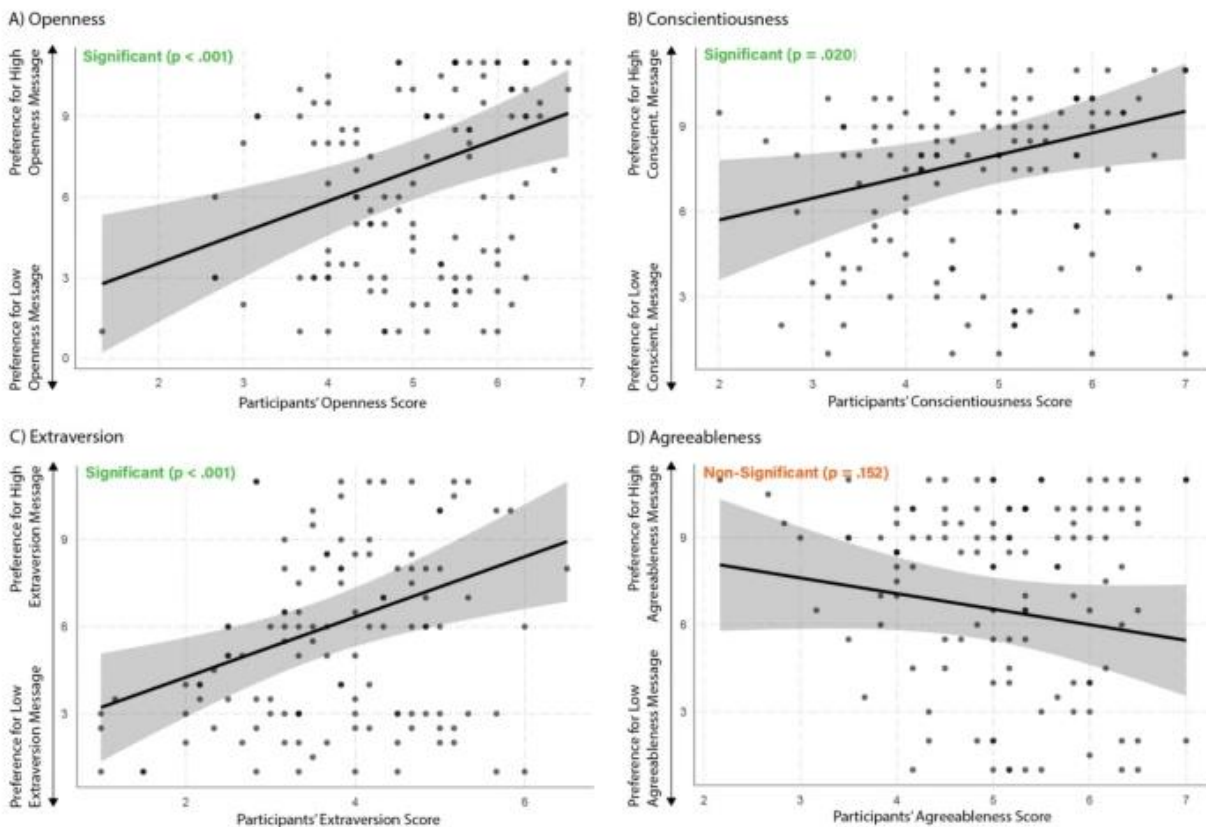 A) Openness
Significant (p < .001)
Preference for High
Openness Message
Preference for Low
Openness Message
9
6
3
0
2
3
4
5
6
7
Participants' Openness Score
B) Conscientiousness
Significant (p = .020)
Preference for High
Conscient. Message
Preference for Low
Conscient. Message
9
6
3
2
3
4
5
6
7
Participants' Conscientiousness Score
C) Extraversion
Significant (p < .001)
Preference for High
Extraversion Message
Preference for Low
Extraversion Message
9
6
3
2
4
6
Participants' Extraversion Score
D) Agreeableness
Non-Significant (p = .152)
Preference for High
Agreeableness Message
Preference for Low
Agreeableness Message
9
6
3
2
3
4
5
6
7
Participants' Agreeableness Score